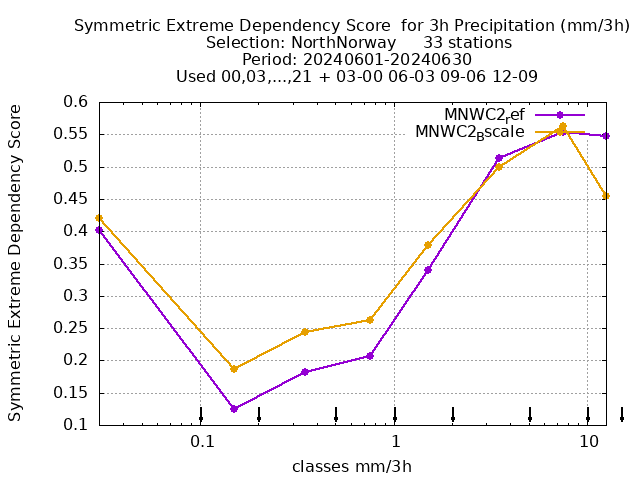 Symmetric Extreme Dependency Score  for 3h Precipitation (mm/3h)
Selection: NorthNorway     33 stations
Period: 20240601-20240630
Used 00,03,...,21 + 03-00 06-03 09-06 12-09
Symmetric Extreme Dependency Score
0.6
0.55
0.5
0.45
0.4
0.35
0.3
0.25
0.2
0.15
0.1
MNWC2ref
MNWC2Bscale
0.1
1
10
classes mm/3h